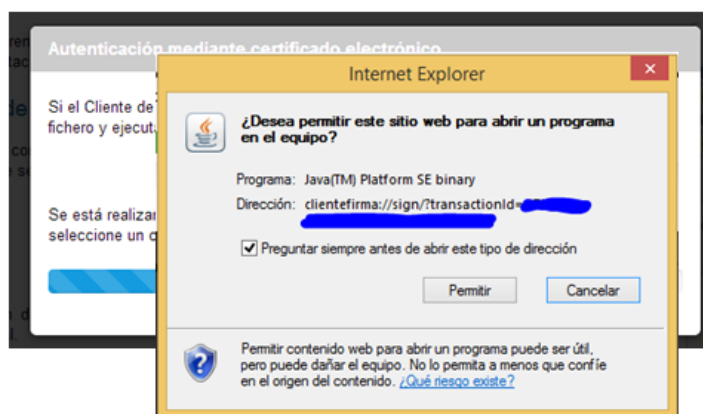 Autenticación mediante certificado electrónico
Si el Cliente de
fichero y ejecut
Se está realizar
seleccione un c
Internet Explorer
¿Desea permitir este sitio web para abrir un programa
en el equipo?
Programa: Java(TM) Platform SE binary
Dirección: clientefirma://sign/?transactionId=
Preguntar siempre antes de abrir este tipo de dirección
Permitir
Cancelar
Permitir contenido web para abrir un programa puede ser útil,
pero puede dañar el equipo. No lo permita a menos que confíe
en el origen del contenido. ¿Qué riesgo existe?